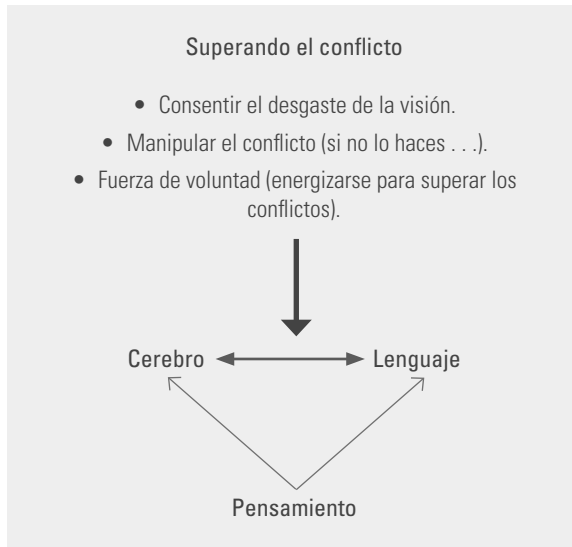 Superando el conflicto
• Consentir el desgaste de la visión.
• Manipular el conflicto (si no lo haces . . .).
• Fuerza de voluntad (energizarse para superar los
conflictos).
Cerebro Lenguaje
Pensamiento